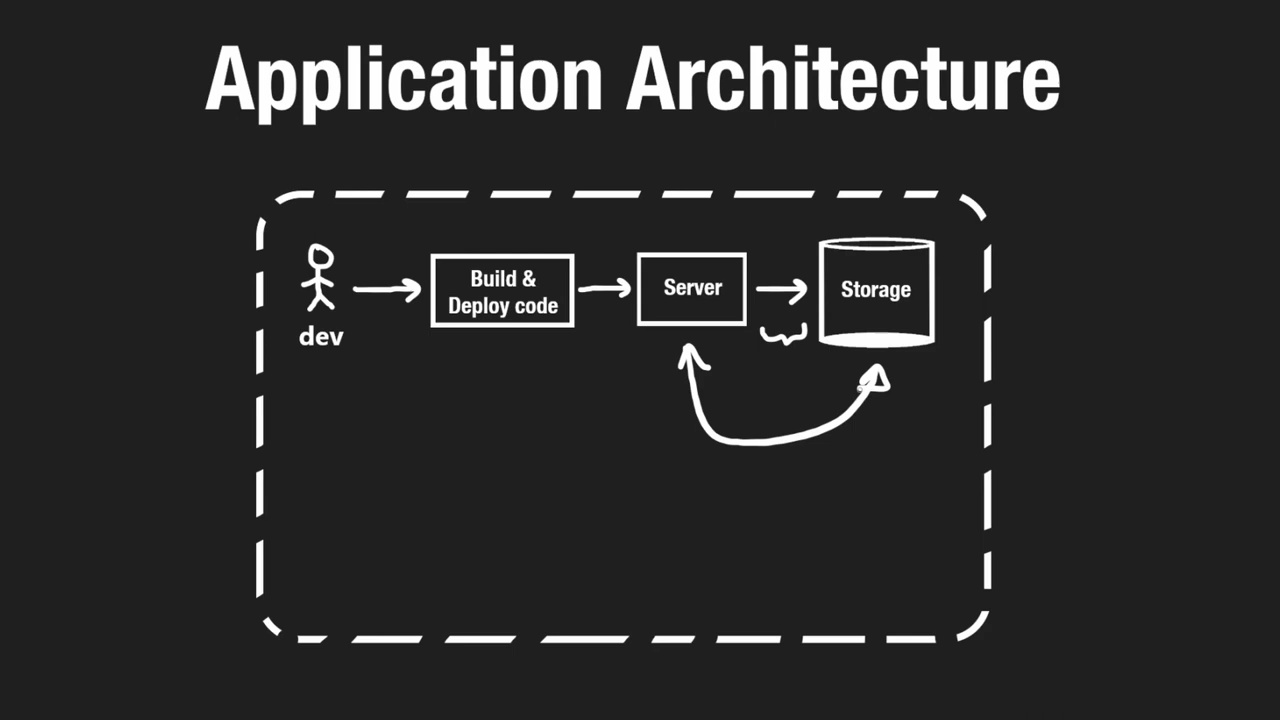 Application Architecture
Build &
Deploy code
Server
Storage
dev